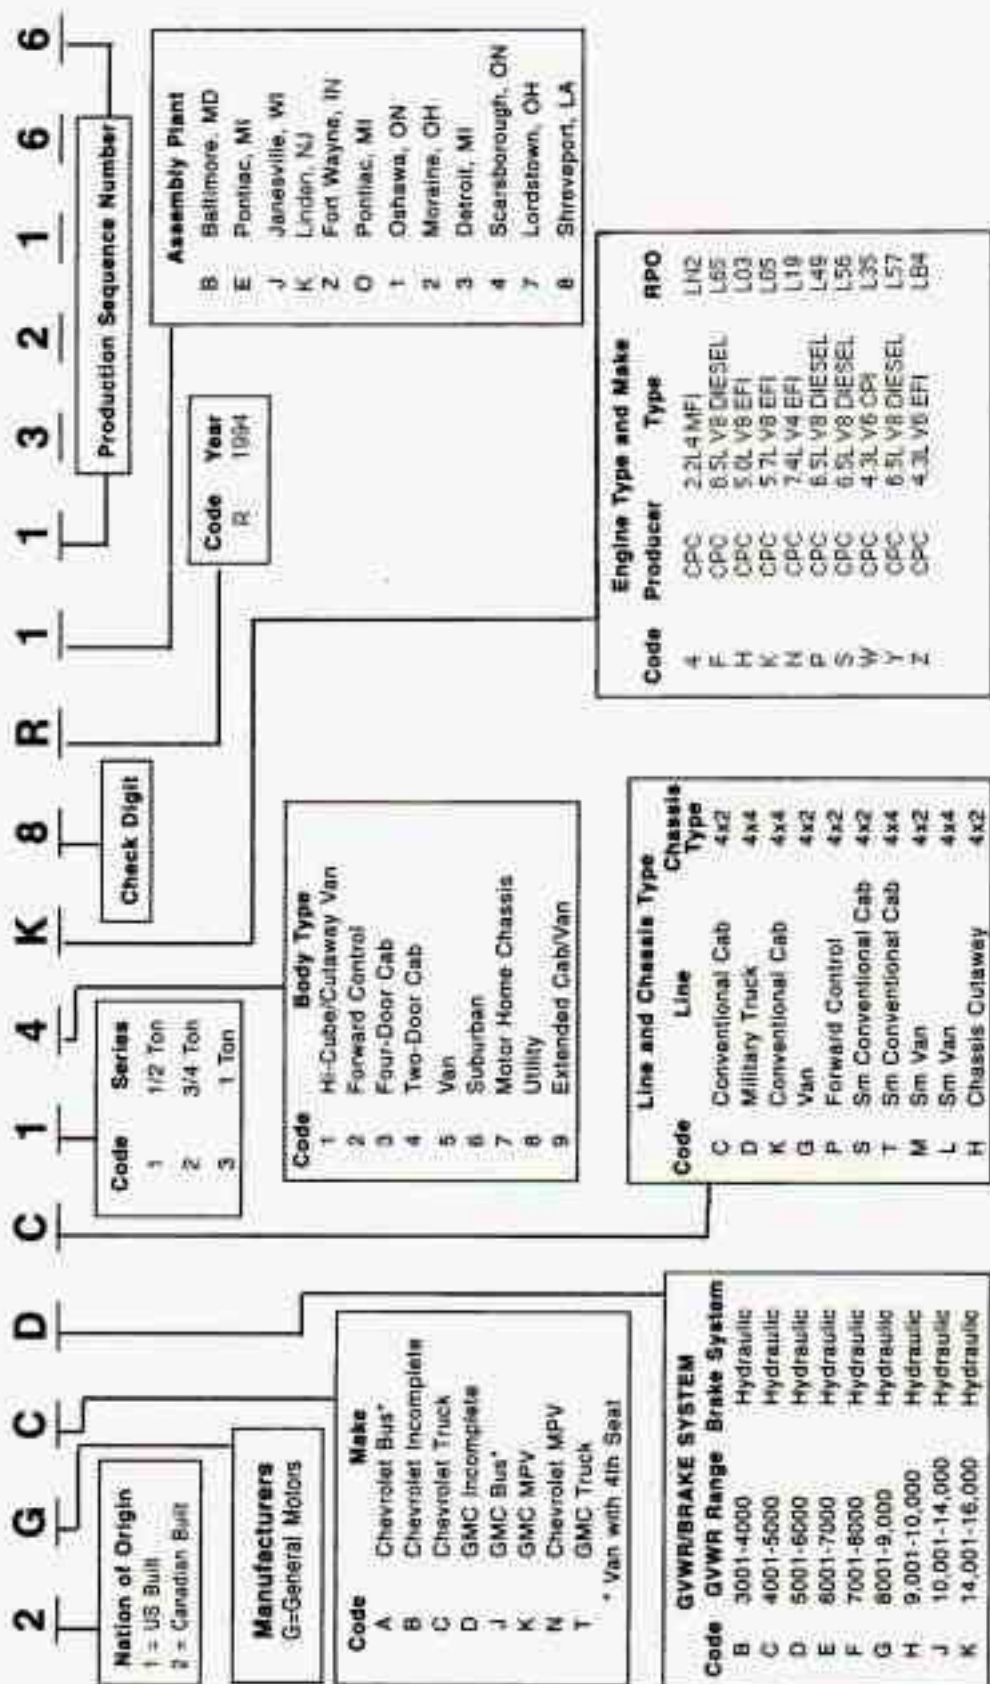 2 G C D C 1 4 K 8 R 1 1 3 2 1 6 6
Nation of Origin
1 = US Built
2 = Canadian Built
Manufacturers
G=General Motors
Code Make
A Chevrolet Bus*
B Chevrolet Incomplete
C Chevrolet Truck
D GMC Incomplete
J GMC Bus*
K GMC MPV
N Chevrolet MPV
T GMC Truck
* Van with 4th Seat
GVWR/BRAKE SYSTEM
Code GVWR Range Brake System
B 3001-4000 Hydraulic
C 4001-5000 Hydraulic
D 5001-6000 Hydraulic
E 6001-7000 Hydraulic
F 7001-8000 Hydraulic
G 8001-9,000 Hydraulic
H 9,001-10,000 Hydraulic
J 10,001-14,000 Hydraulic
K 14,001-16,000 Hydraulic
Code Series
1 1/2 Ton
2 3/4 Ton
3 1 Ton
Code Body Type
1 Hi-Cube/Cutaway Van
2 Forward Control
3 Four-Door Cab
4 Two-Door Cab
5 Van
6 Suburban
7 Motor Home Chassis
8 Utility
9 Extended Cab/Van
Line and Chassis Type
Code Line Chassis Type
C Conventional Cab 4x2
D Military Truck 4x4
K Conventional Cab 4x4
G Van 4x2
P Forward Control 4x2
S Sm Conventional Cab 4x2
T Sm Conventional Cab 4x4
M Sm Van 4x2
L Sm Van 4x4
H Chassis Cutaway 4x2
Check Digit
Code Year
R 1994
Production Sequence Number
Assembly Plant
B Baltimore, MD
E Pontiac, MI
J Janesville, WI
K Linden, NJ
Z Fort Wayne, IN
O Pontiac, MI
1 Oshawa, ON
2 Moraine, OH
3 Detroit, MI
4 Scarsborough, ON
7 Lordstown, OH
8 Shreveport, LA
Engine Type and Make
Code Producer Type RPO
4 CPC 2.2L4 MFI LN2
F CPC 6.5L V8 DIESEL L65
H CPC 5.0L V8 EFI L03
K CPC 5.7L V8 EFI L05
N CPC 7.4L V4 EFI L19
P CPC 6.5L V8 DIESEL L49
S CPC 6.5L V8 DIESEL L56
W CPC 4.3L V6 CPI L35
Y CPC 6.5L V8 DIESEL L57
Z CPC 4.3L V6 EFI LB4